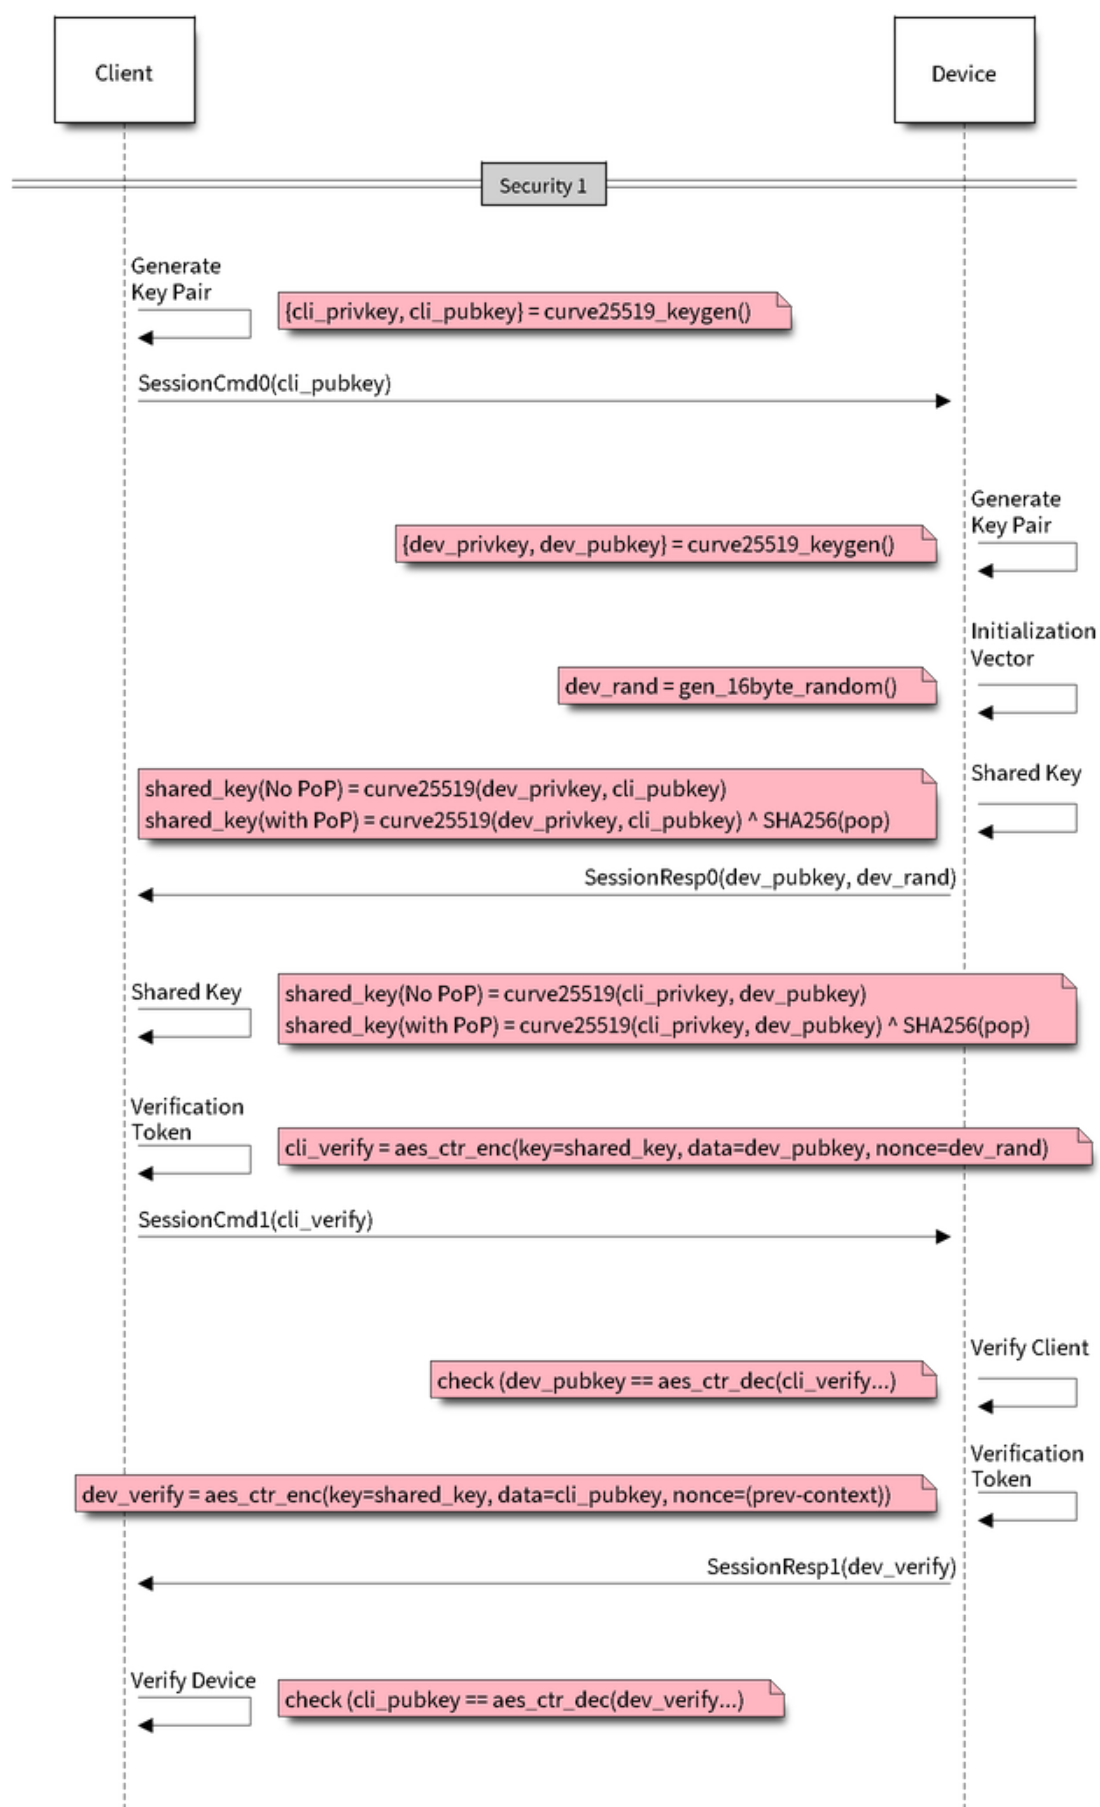 Client
Device
Security 1
Generate
Key Pair
{cli_privkey, cli_pubkey} = curve25519_keygen()
SessionCmd0(cli_pubkey)
Generate
Key Pair
{dev_privkey, dev_pubkey} = curve25519_keygen()
Initialization
Vector
dev_rand = gen_16byte_random()
Shared Key
shared_key(No PoP) = curve25519(dev_privkey, cli_pubkey)
shared_key(with PoP) = curve25519(dev_privkey, cli_pubkey) ^ SHA256(pop)
SessionResp0(dev_pubkey, dev_rand)
Shared Key
shared_key(No PoP) = curve25519(cli_privkey, dev_pubkey)
shared_key(with PoP) = curve25519(cli_privkey, dev_pubkey) ^ SHA256(pop)
Verification
Token
cli_verify = aes_ctr_enc(key=shared_key, data=dev_pubkey, nonce=dev_rand)
SessionCmd1(cli_verify)
Verify Client
check (dev_pubkey == aes_ctr_dec(cli_verify...)
Verification
Token
dev_verify = aes_ctr_enc(key=shared_key, data=cli_pubkey, nonce=(prev-context))
SessionResp1(dev_verify)
Verify Device
check (cli_pubkey == aes_ctr_dec(dev_verify...)